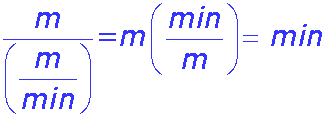 m/(m/min) = m(min/m) = min